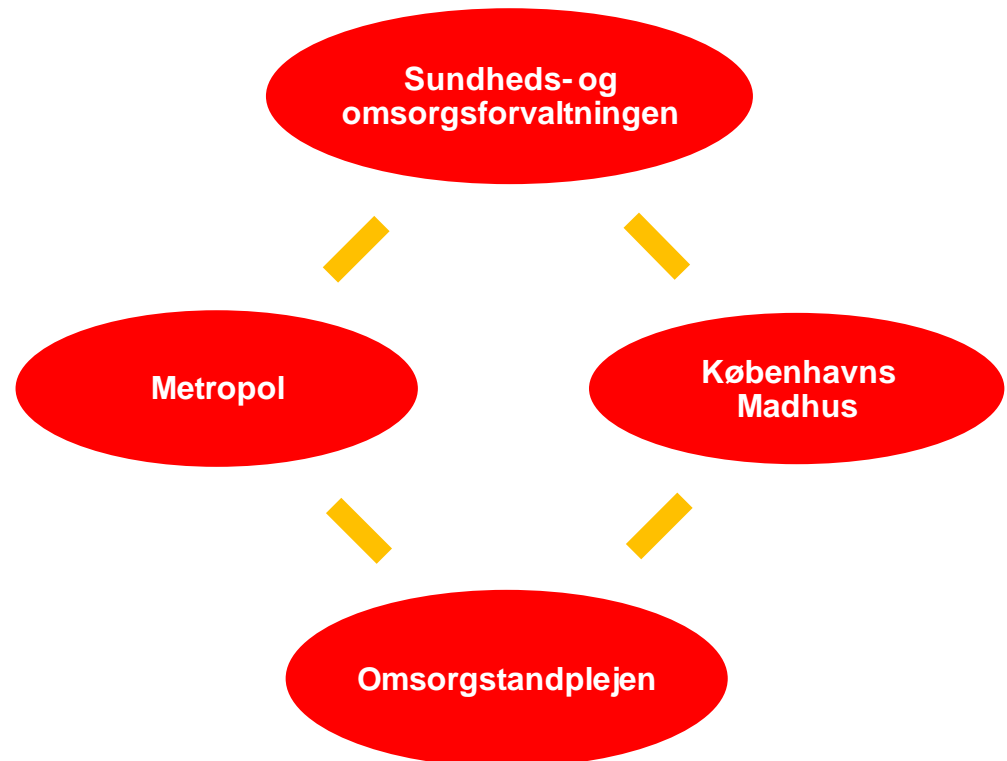 Sundheds- og
omsorgsforvaltningen
Metropol
Københavns
Madhus
Omsorgstandplejen